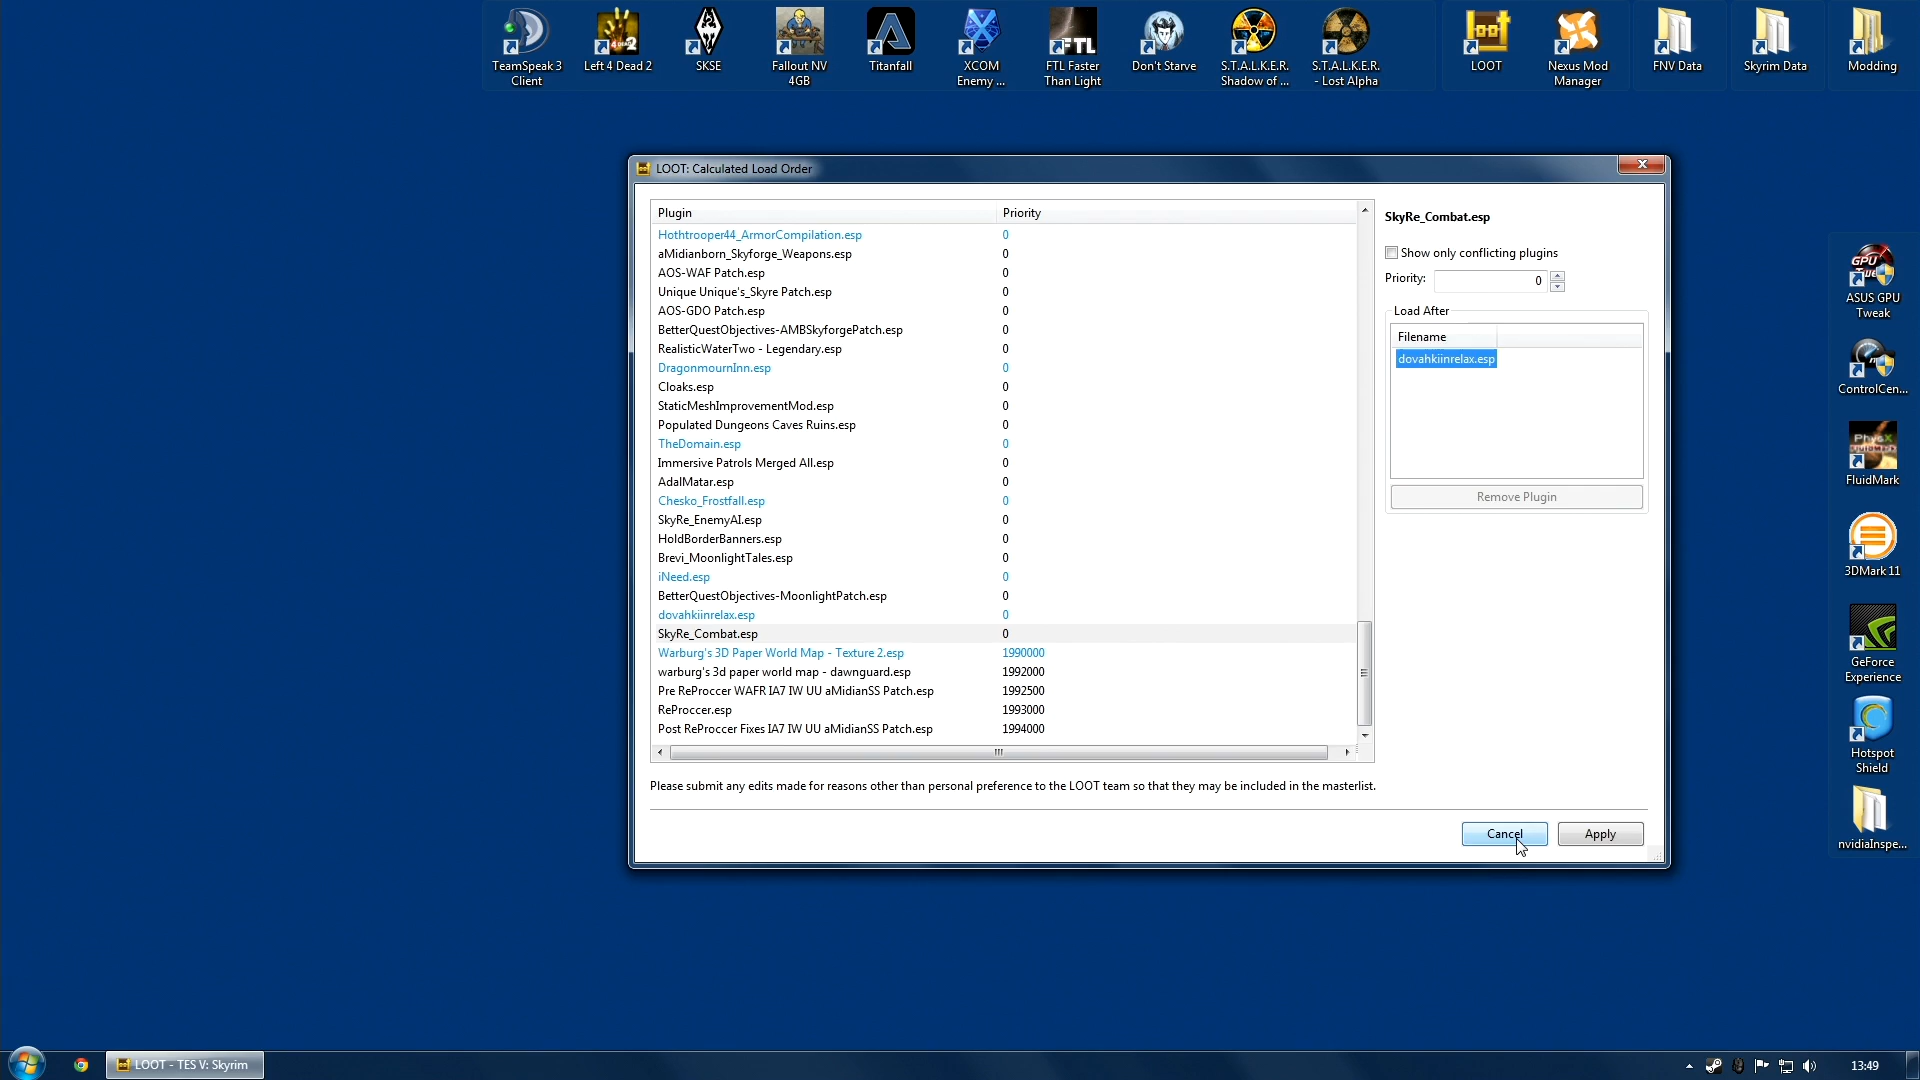 TeamSpeak 3
Client
Left 4 Dead 2
SKSE
Fallout NV
4GB
Titanfall
XCOM
Enemy ...
FTL Faster
Than Light
Don't Starve
S.T.A.L.K.E.R.
Shadow of ...
S.T.A.L.K.E.R.
- Lost Alpha
LOOT
Nexus Mod
Manager
FNV Data
Skyrim Data
Modding
LOOT: Calculated Load Order
Plugin Priority
Hothtrooper44_ArmorCompilation.esp 0
aMidianborn_Skyforge_Weapons.esp 0
AOS-WAF Patch.esp 0
Unique Unique's_Skyre Patch.esp 0
AOS-GDO Patch.esp 0
BetterQuestObjectives-AMBSkyforgePatch.esp 0
RealisticWaterTwo - Legendary.esp 0
DragonmournInn.esp 0
Cloaks.esp 0
StaticMeshImprovementMod.esp 0
Populated Dungeons Caves Ruins.esp 0
TheDomain.esp 0
Immersive Patrols Merged All.esp 0
AdalMatar.esp 0
Chesko_Frostfall.esp 0
SkyRe_EnemyAI.esp 0
HoldBorderBanners.esp 0
Brevi_MoonlightTales.esp 0
iNeed.esp 0
BetterQuestObjectives-MoonlightPatch.esp 0
dovahkiinrelax.esp 0
SkyRe_Combat.esp 0
Warburg's 3D Paper World Map - Texture 2.esp 1990000
warburg's 3d paper world map - dawnguard.esp 1992000
Pre ReProccer WAFR IA7 IW UU aMidianSS Patch.esp 1992500
ReProccer.esp 1993000
Post ReProccer Fixes IA7 IW UU aMidianSS Patch.esp 1994000
SkyRe_Combat.esp
Show only conflicting plugins
Priority: 0
Load After
Filename
dovahkiinrelax.esp
Remove Plugin
Please submit any edits made for reasons other than personal preference to the LOOT team so that they may be included in the masterlist.
Cancel
Apply
ASUS GPU
Tweak
ControlCen...
FluidMark
3DMark 11
GeForce
Experience
Hotspot
Shield
nvidiaInspe...
LOOT - TES V: Skyrim
13:49